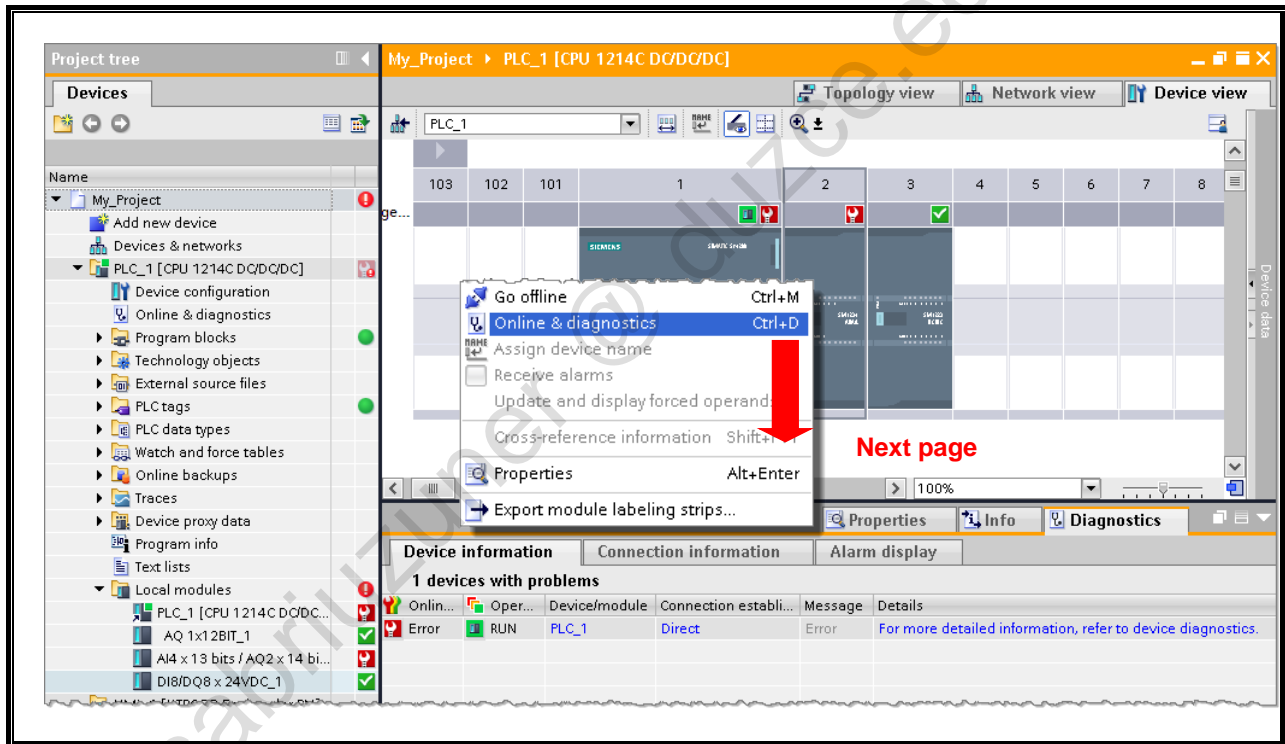 Project tree
My_Project ▸ PLC_1 [CPU 1214C DC/DC/DC]
Devices
Topology view
Network view
Device view
PLC_1
Name
103 102 101 1 2 3 4 5 6 7 8
My_Project
Add new device
Devices & networks
PLC_1 [CPU 1214C DC/DC/DC]
Device configuration
Online & diagnostics
Program blocks
Technology objects
External source files
PLC tags
PLC data types
Watch and force tables
Online backups
Traces
Device proxy data
Program info
Text lists
Local modules
PLC_1 [CPU 1214C DC/DC...
AQ 1x12BIT_1
AI4 x 13 bits / AQ2 x 14 bi...
DI8/DQ8 x 24VDC_1
ge...
SIEMENS
Go offline Ctrl+M
Online & diagnostics Ctrl+D
Assign device name
Receive alarms
Update and display forced operands
Cross-reference information
Properties Alt+Enter
Export module labeling strips...
Next page
100%
Device data
Properties
Info
Diagnostics
Device information
Connection information
Alarm display
1 devices with problems
Onlin... Oper... Device/module Connection establi... Message Details
Error RUN PLC_1 Direct Error For more detailed information, refer to device diagnostics.